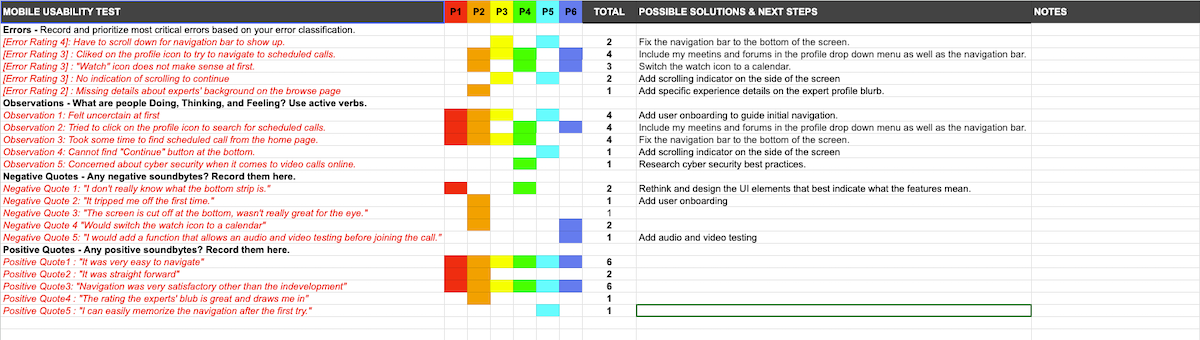 MOBILE USABILITY TEST P1 P2 P3 P4 P5 P6 TOTAL POSSIBLE SOLUTIONS & NEXT STEPS NOTES
Errors - Record and prioritize most critical errors based on your error classification.
[Error Rating 4]: Have to scroll down for navigation bar to show up. 2 Fix the navigation bar to the bottom of the screen.
[Error Rating 3] : Cliked on the profile icon to try to navigate to scheduled calls. 4 Include my meetins and forums in the profile drop down menu as well as the navigation bar.
[Error Rating 3] : "Watch" icon does not make sense at first. 3 Switch the watch icon to a calendar.
[Error Rating 3] : No indication of scrolling to continue 2 Add scrolling indicator on the side of the screen
[Error Rating 2] : Missing details about experts' background on the browse page 1 Add specific experience details on the expert profile blurb.
Observations - What are people Doing, Thinking, and Feeling? Use active verbs.
Observation 1: Felt uncerctain at first 4 Add user onboarding to guide initial navigation.
Observation 2: Tried to click on the profile icon to search for scheduled calls. 4 Include my meetins and forums in the profile drop down menu as well as the navigation bar.
Observation 3: Took some time to find scheduled call from the home page. 4 Fix the navigation bar to the bottom of the screen.
Observation 4: Cannot find "Continue" button at the bottom. 1 Add scrolling indicator on the side of the screen
Observation 5: Concerned about cyber security when it comes to video calls online. 1 Research cyber security best practices.
Negative Quotes - Any negative soundbytes? Record them here.
Negative Quote 1: "I don't really know what the bottom strip is." 2 Rethink and design the UI elements that best indicate what the features mean.
Negative Quote 2: "It tripped me off the first time." 1 Add user onboarding
Negative Quote 3: "The screen is cut off at the bottom, wasn't really great for the eye." 1
Negative Quote 4 "Would switch the watch icon to a calendar" 2
Negative Quote 5: "I would add a function that allows an audio and video testing before joining the call." 1 Add audio and video testing
Positive Quotes - Any positive soundbytes? Record them here.
Positive Quote1 : "It was very easy to navigate" 6
Positive Quote2 : "It was straight forward" 2
Positive Quote3: "Navigation was very satisfactory other than the indevelopment" 6
Positive Quote4 : "The rating the experts' blub is great and draws me in" 1
Positive Quote5 : "I can easily memorize the navigation after the first try." 1